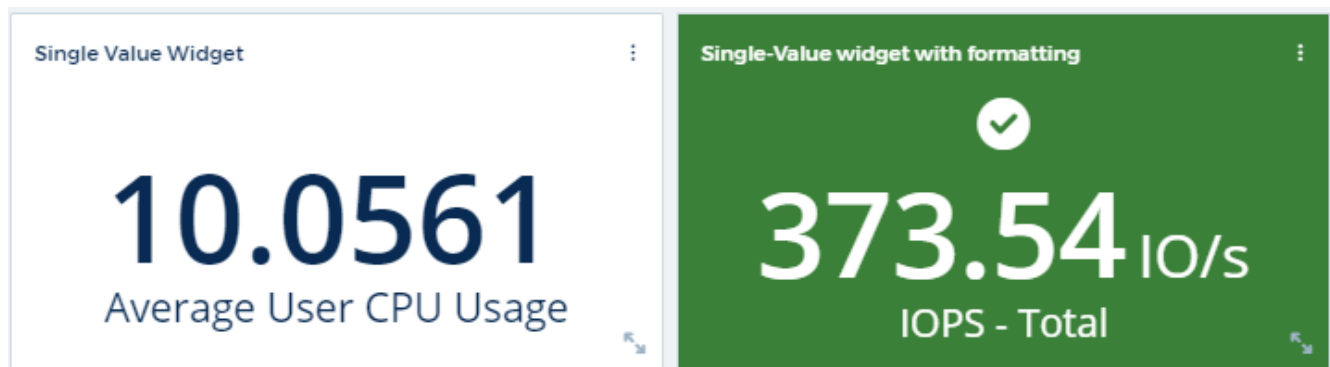 Single Value Widget
10.0561
Average User CPU Usage
Single-Value widget with formatting
373.54 IO/s
IOPS - Total